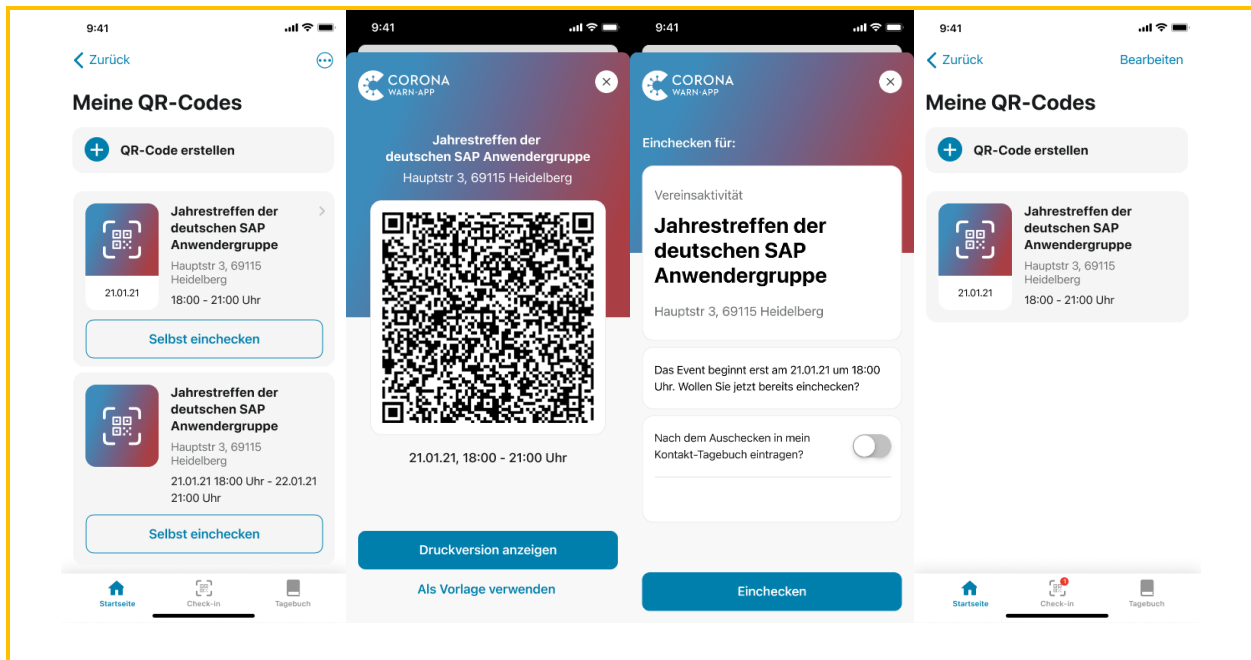 9:41
Zurück
Meine QR-Codes
QR-Code erstellen
Jahrestreffen der
deutschen SAP
Anwendergruppe
Hauptstr 3, 69115
Heidelberg
21.01.21
18:00 - 21:00 Uhr
Selbst einchecken
Jahrestreffen der
deutschen SAP
Anwendergruppe
Hauptstr 3, 69115
Heidelberg
21.01.21 18:00 Uhr - 22.01.21
21:00 Uhr
Selbst einchecken
Startseite
Check-in
Tagebuch
9:41
CORONA
WARN-APP
Jahrestreffen der
deutschen SAP Anwendergruppe
Hauptstr 3, 69115 Heidelberg
21.01.21, 18:00 - 21:00 Uhr
Druckversion anzeigen
Als Vorlage verwenden
9:41
CORONA
WARN-APP
Einchecken für:
Vereinsaktivität
Jahrestreffen der
deutschen SAP
Anwendergruppe
Hauptstr 3, 69115 Heidelberg
Das Event beginnt erst am 21.01.21 um 18:00
Uhr. Wollen Sie jetzt bereits einchecken?
Nach dem Auschecken in mein
Kontakt-Tagebuch eintragen?
Einchecken
9:41
Zurück
Bearbeiten
Meine QR-Codes
QR-Code erstellen
Jahrestreffen der
deutschen SAP
Anwendergruppe
Hauptstr 3, 69115
Heidelberg
21.01.21
18:00 - 21:00 Uhr
Startseite
1
Check-in
Tagebuch